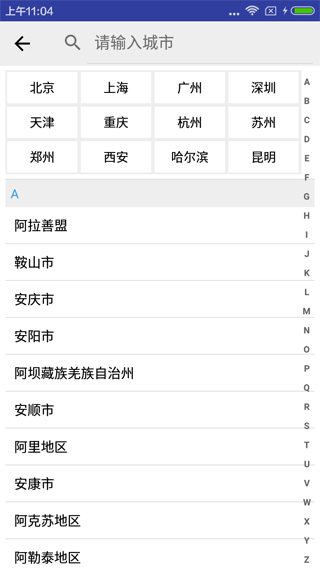 上午11:04
请输入城市
北京 上海 广州 深圳
天津 重庆 杭州 苏州
郑州 西安 哈尔滨 昆明
A
阿拉善盟
鞍山市
安庆市
安阳市
阿坝藏族羌族自治州
安顺市
阿里地区
安康市
阿克苏地区
阿勒泰地区
A
B
C
D
E
F
G
H
I
J
K
L
M
N
O
P
Q
R
S
T
U
V
W
X
Y
Z